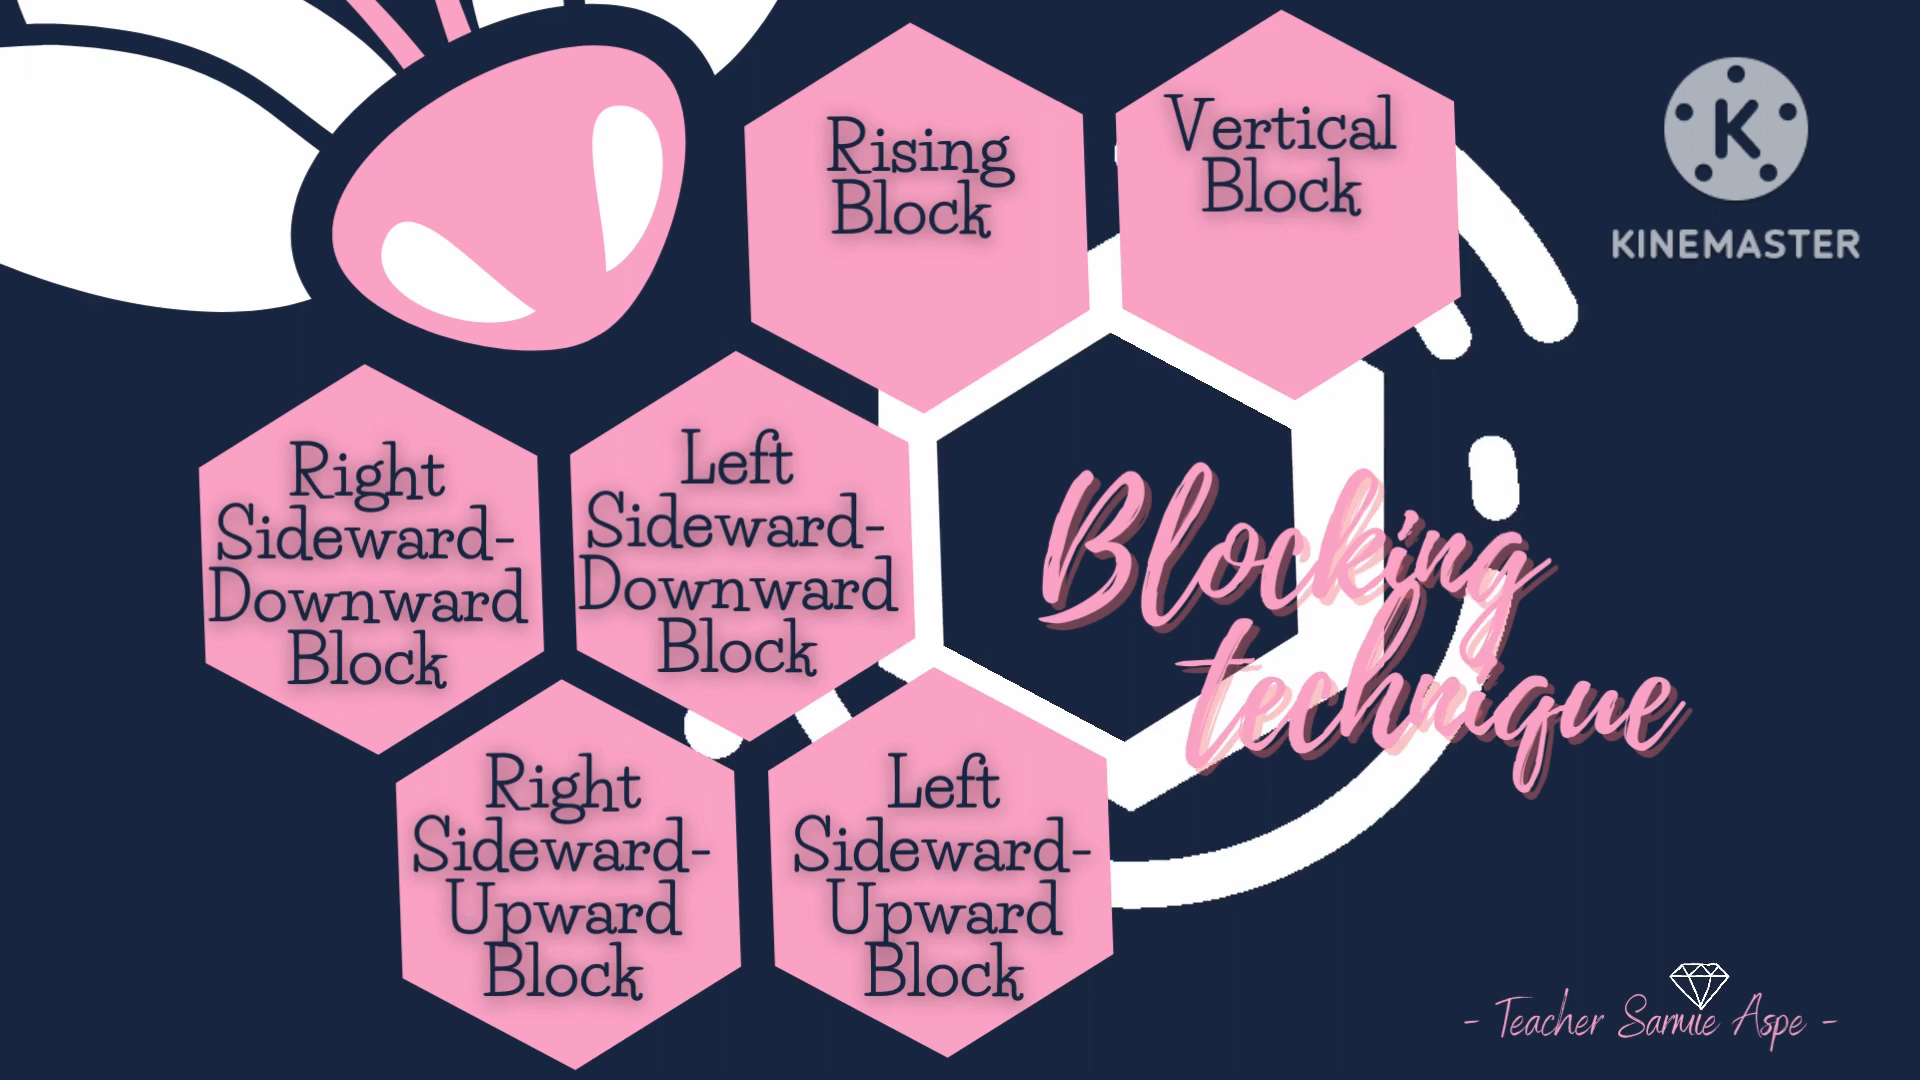 Rising
Block
Vertical
Block
K
KINEMASTER
Right
Sideward-
Downward
Block
Left
Sideward-
Downward
Block
Blocking
technique
Right
Sideward-
Upward
Block
Left
Sideward-
Upward
Block
- Teacher Sarmie Aspe -